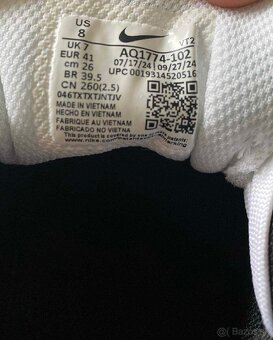 US 8
UK 7
EUR 41
cm 26
BR 39.5
CN 260(2.5)
VT2
AQ1774-102
07/17/24 09/27/24
UPC 00193145205​16
046TXTXTJNTJV
MADE IN VIETNAM
HECHO EN VIETNAM
FABRIQUÉ AU VIETNAM
FABRICADO NO VIETNAM